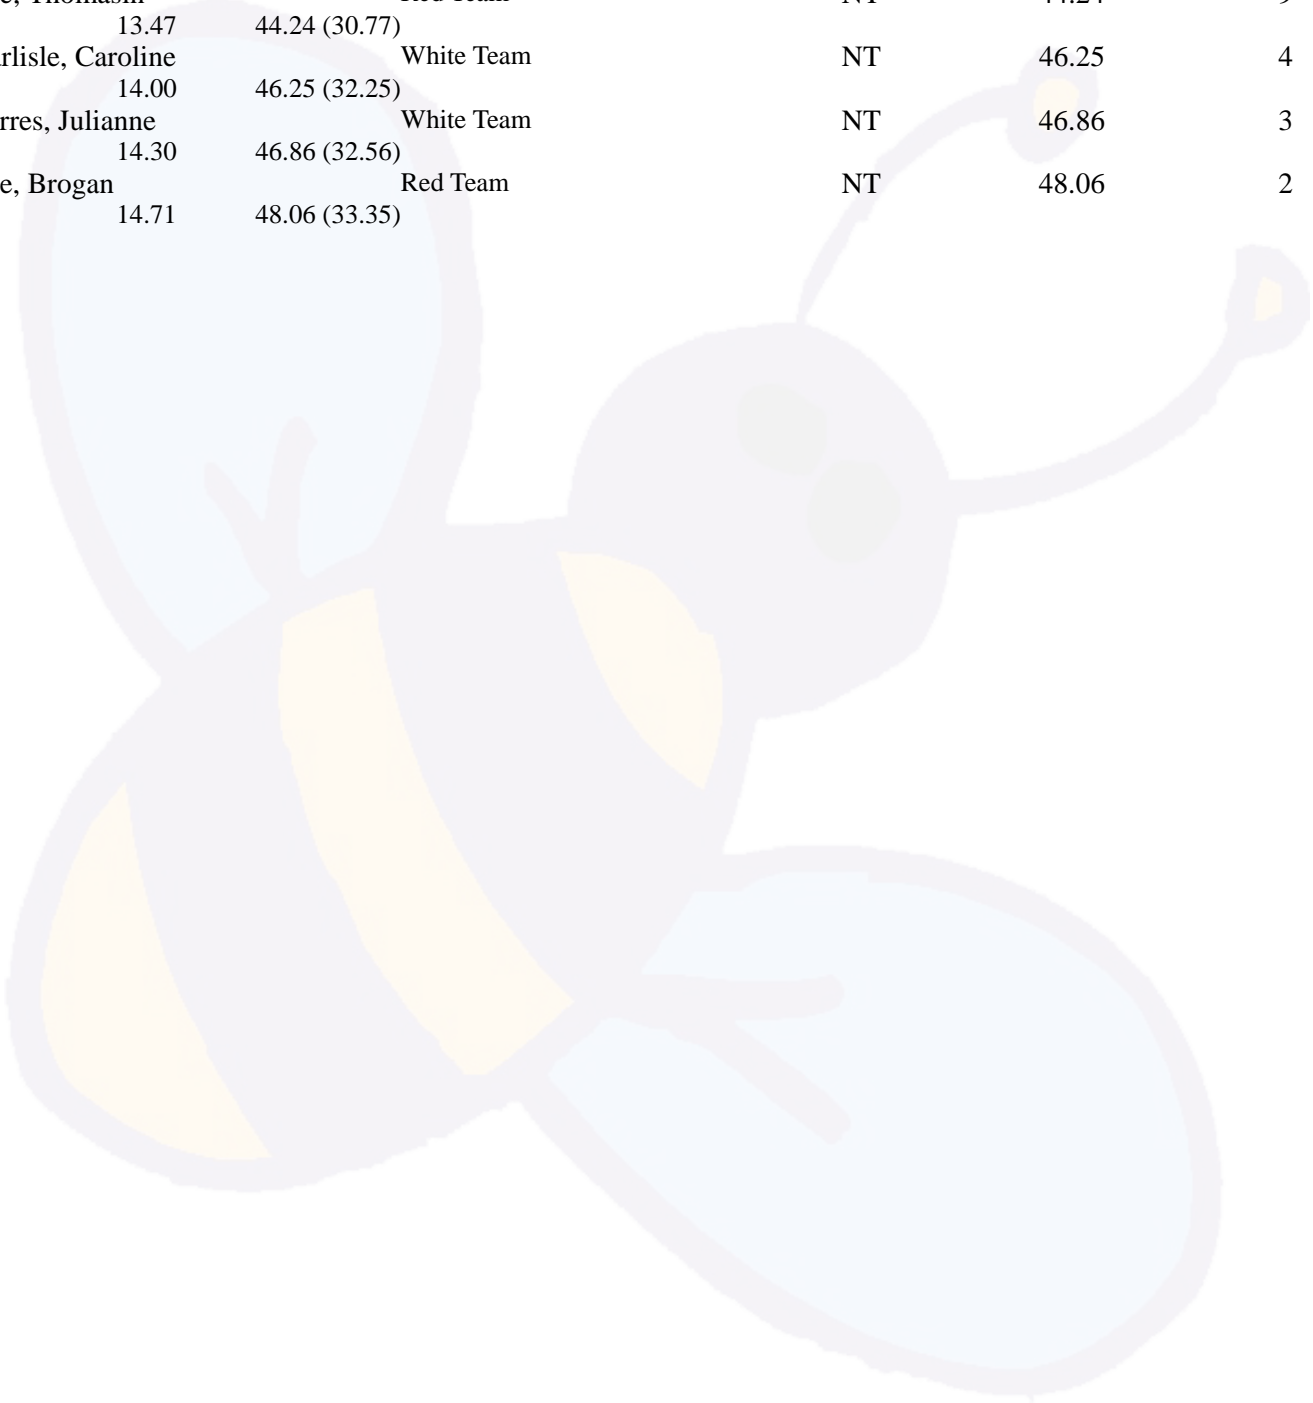 Thomasin Red Team NT 44.24
13.47 44.24 (30.77)
rlisle, Caroline White Team NT 46.25 4
14.00 46.25 (32.25)
rres, Julianne White Team NT 46.86 3
14.30 46.86 (32.56)
e, Brogan Red Team NT 48.06 2
14.71 48.06 (33.35)